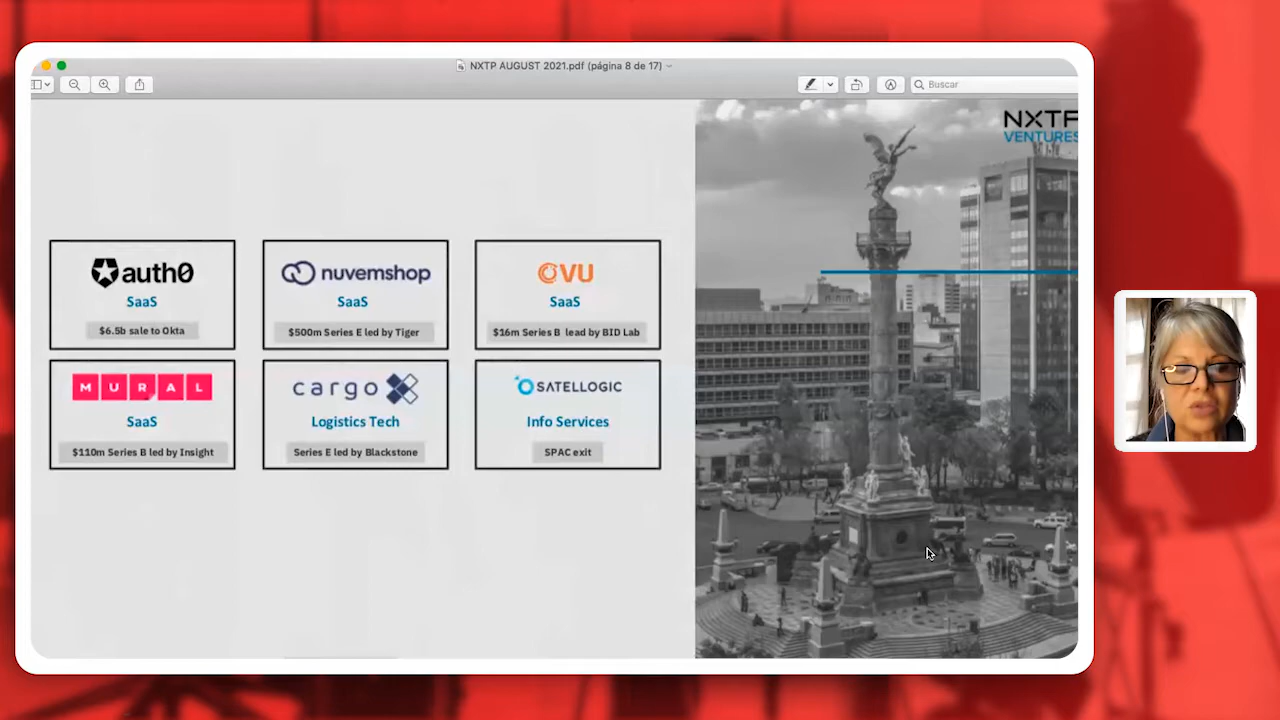 NXTP AUGUST 2021.pdf (página 8 de 17)
Buscar
NXTP
VENTURES
auth0
SaaS
$6.5b sale to Okta
nuvemshop
SaaS
$500m Series E led by Tiger
VU
SaaS
$16m Series B lead by BID Lab
MURAL
SaaS
$110m Series B led by Insight
cargo
Logistics Tech
Series E led by Blackstone
SATELLOGIC
Info Services
SPAC exit